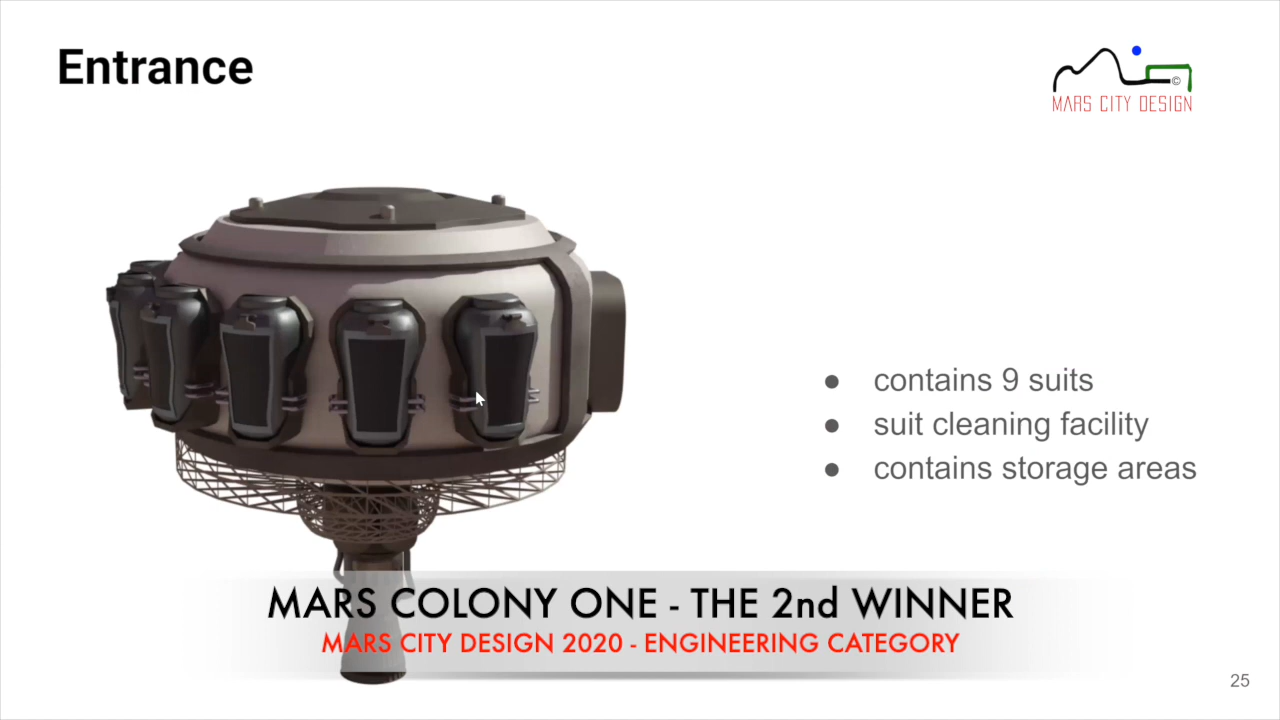 Entrance
©
MARS CITY DESIGN
● contains 9 suits
● suit cleaning facility
● contains storage areas
MARS COLONY ONE - THE 2nd WINNER
MARS CITY DESIGN 2020 - ENGINEERING CATEGORY
25